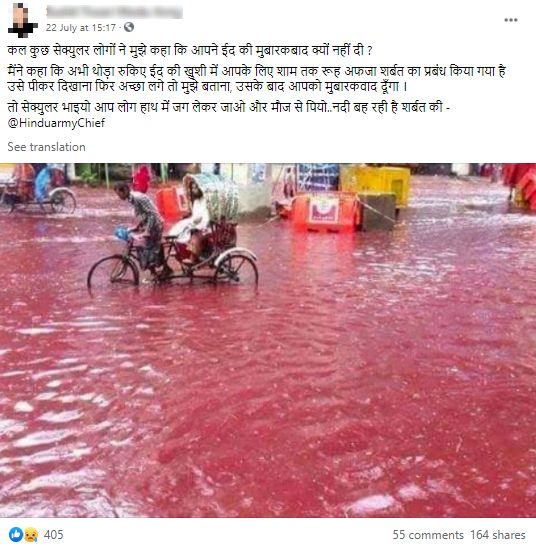 22 July at 15:17
कल कुछ सेक्युलर लोगों ने मुझे कहा कि आपने ईद की मुबारकबाद क्यों नहीं दी ?
मैंने कहा कि अभी थोड़ा रुकिए ईद की खुशी में आपके लिए शाम तक रूह अफजा शर्बत का प्रबंध किया गया है
उसे पीकर दिखाना फिर अच्छा लगे तो मुझे बताना, उसके बाद आपको मुबारकवाद दूँगा ।
तो सेक्युलर भाइयो आप लोग हाथ में जग लेकर जाओ और मौज से पियो..नदी बह रही है शर्बत की -
@HinduarmyChief
See translation
405
55 comments 164 shares